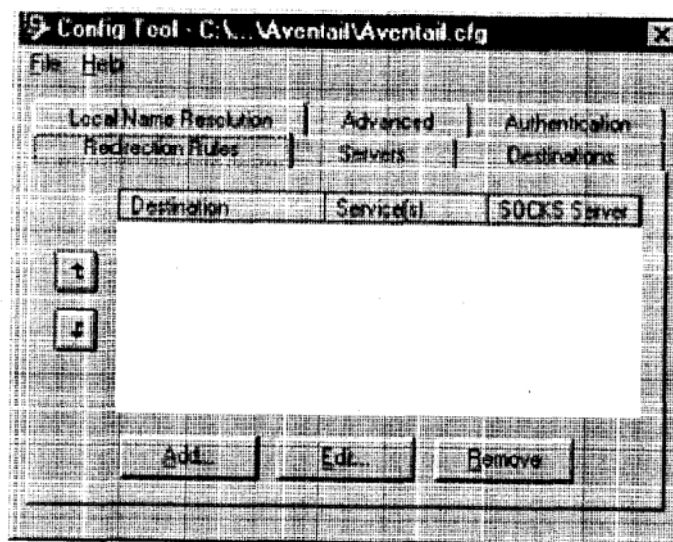 Config Tool - C:\...\Aventail\Aventail.cfg
File Help
Local Name Resolution Advanced Authentication
Redirection Rules Servers Destinations
Destination Service(s) SOCKS Server
Add... Edit... Remove